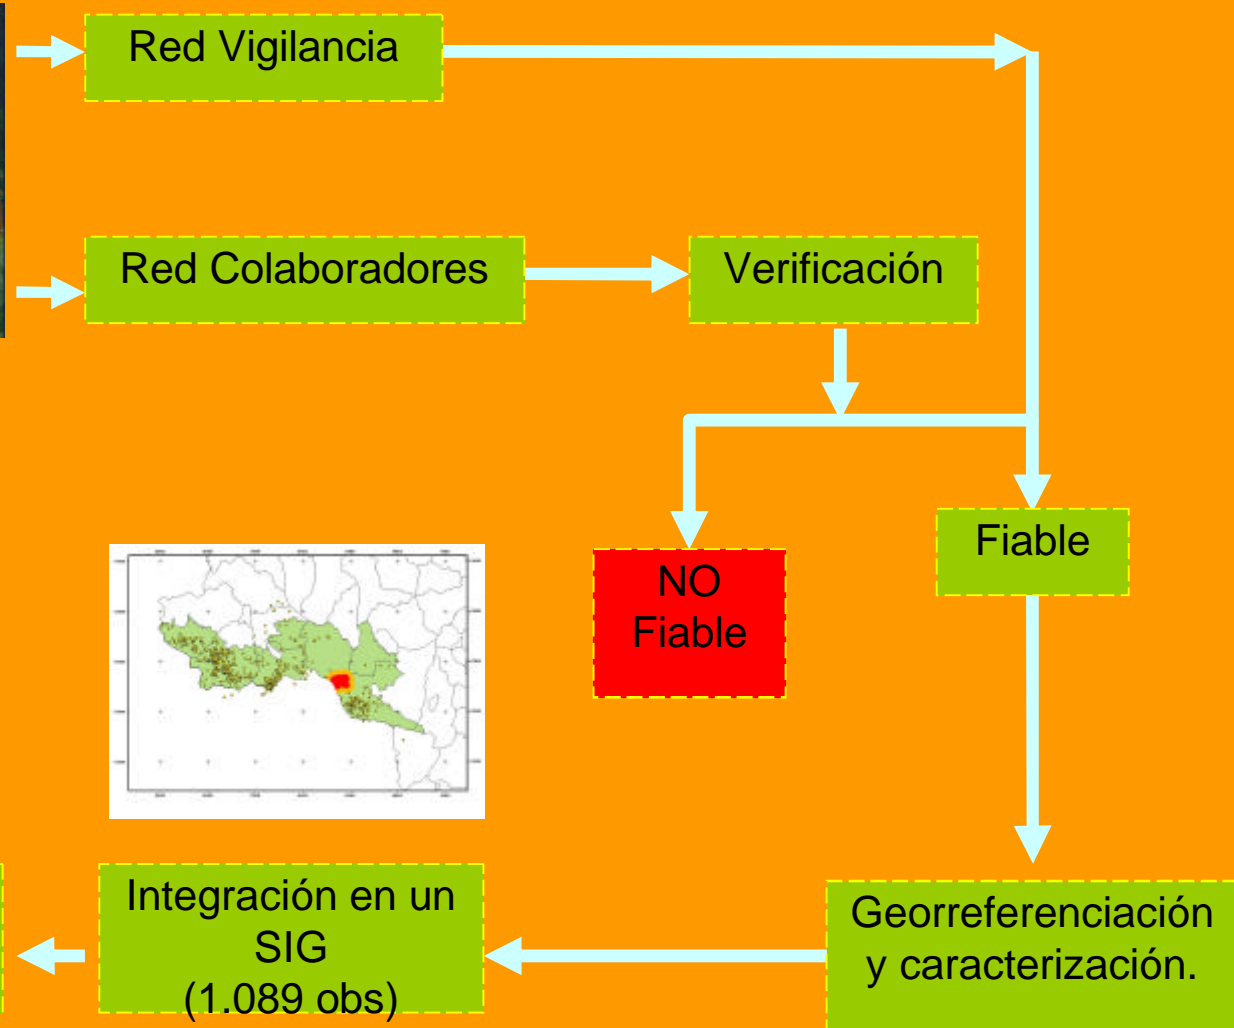 Red Vigilancia
Red Colaboradores
Verificación
Fiable
NO
Fiable
Integración en un
SIG
(1.089 obs)
Georreferenciación
y caracterización.